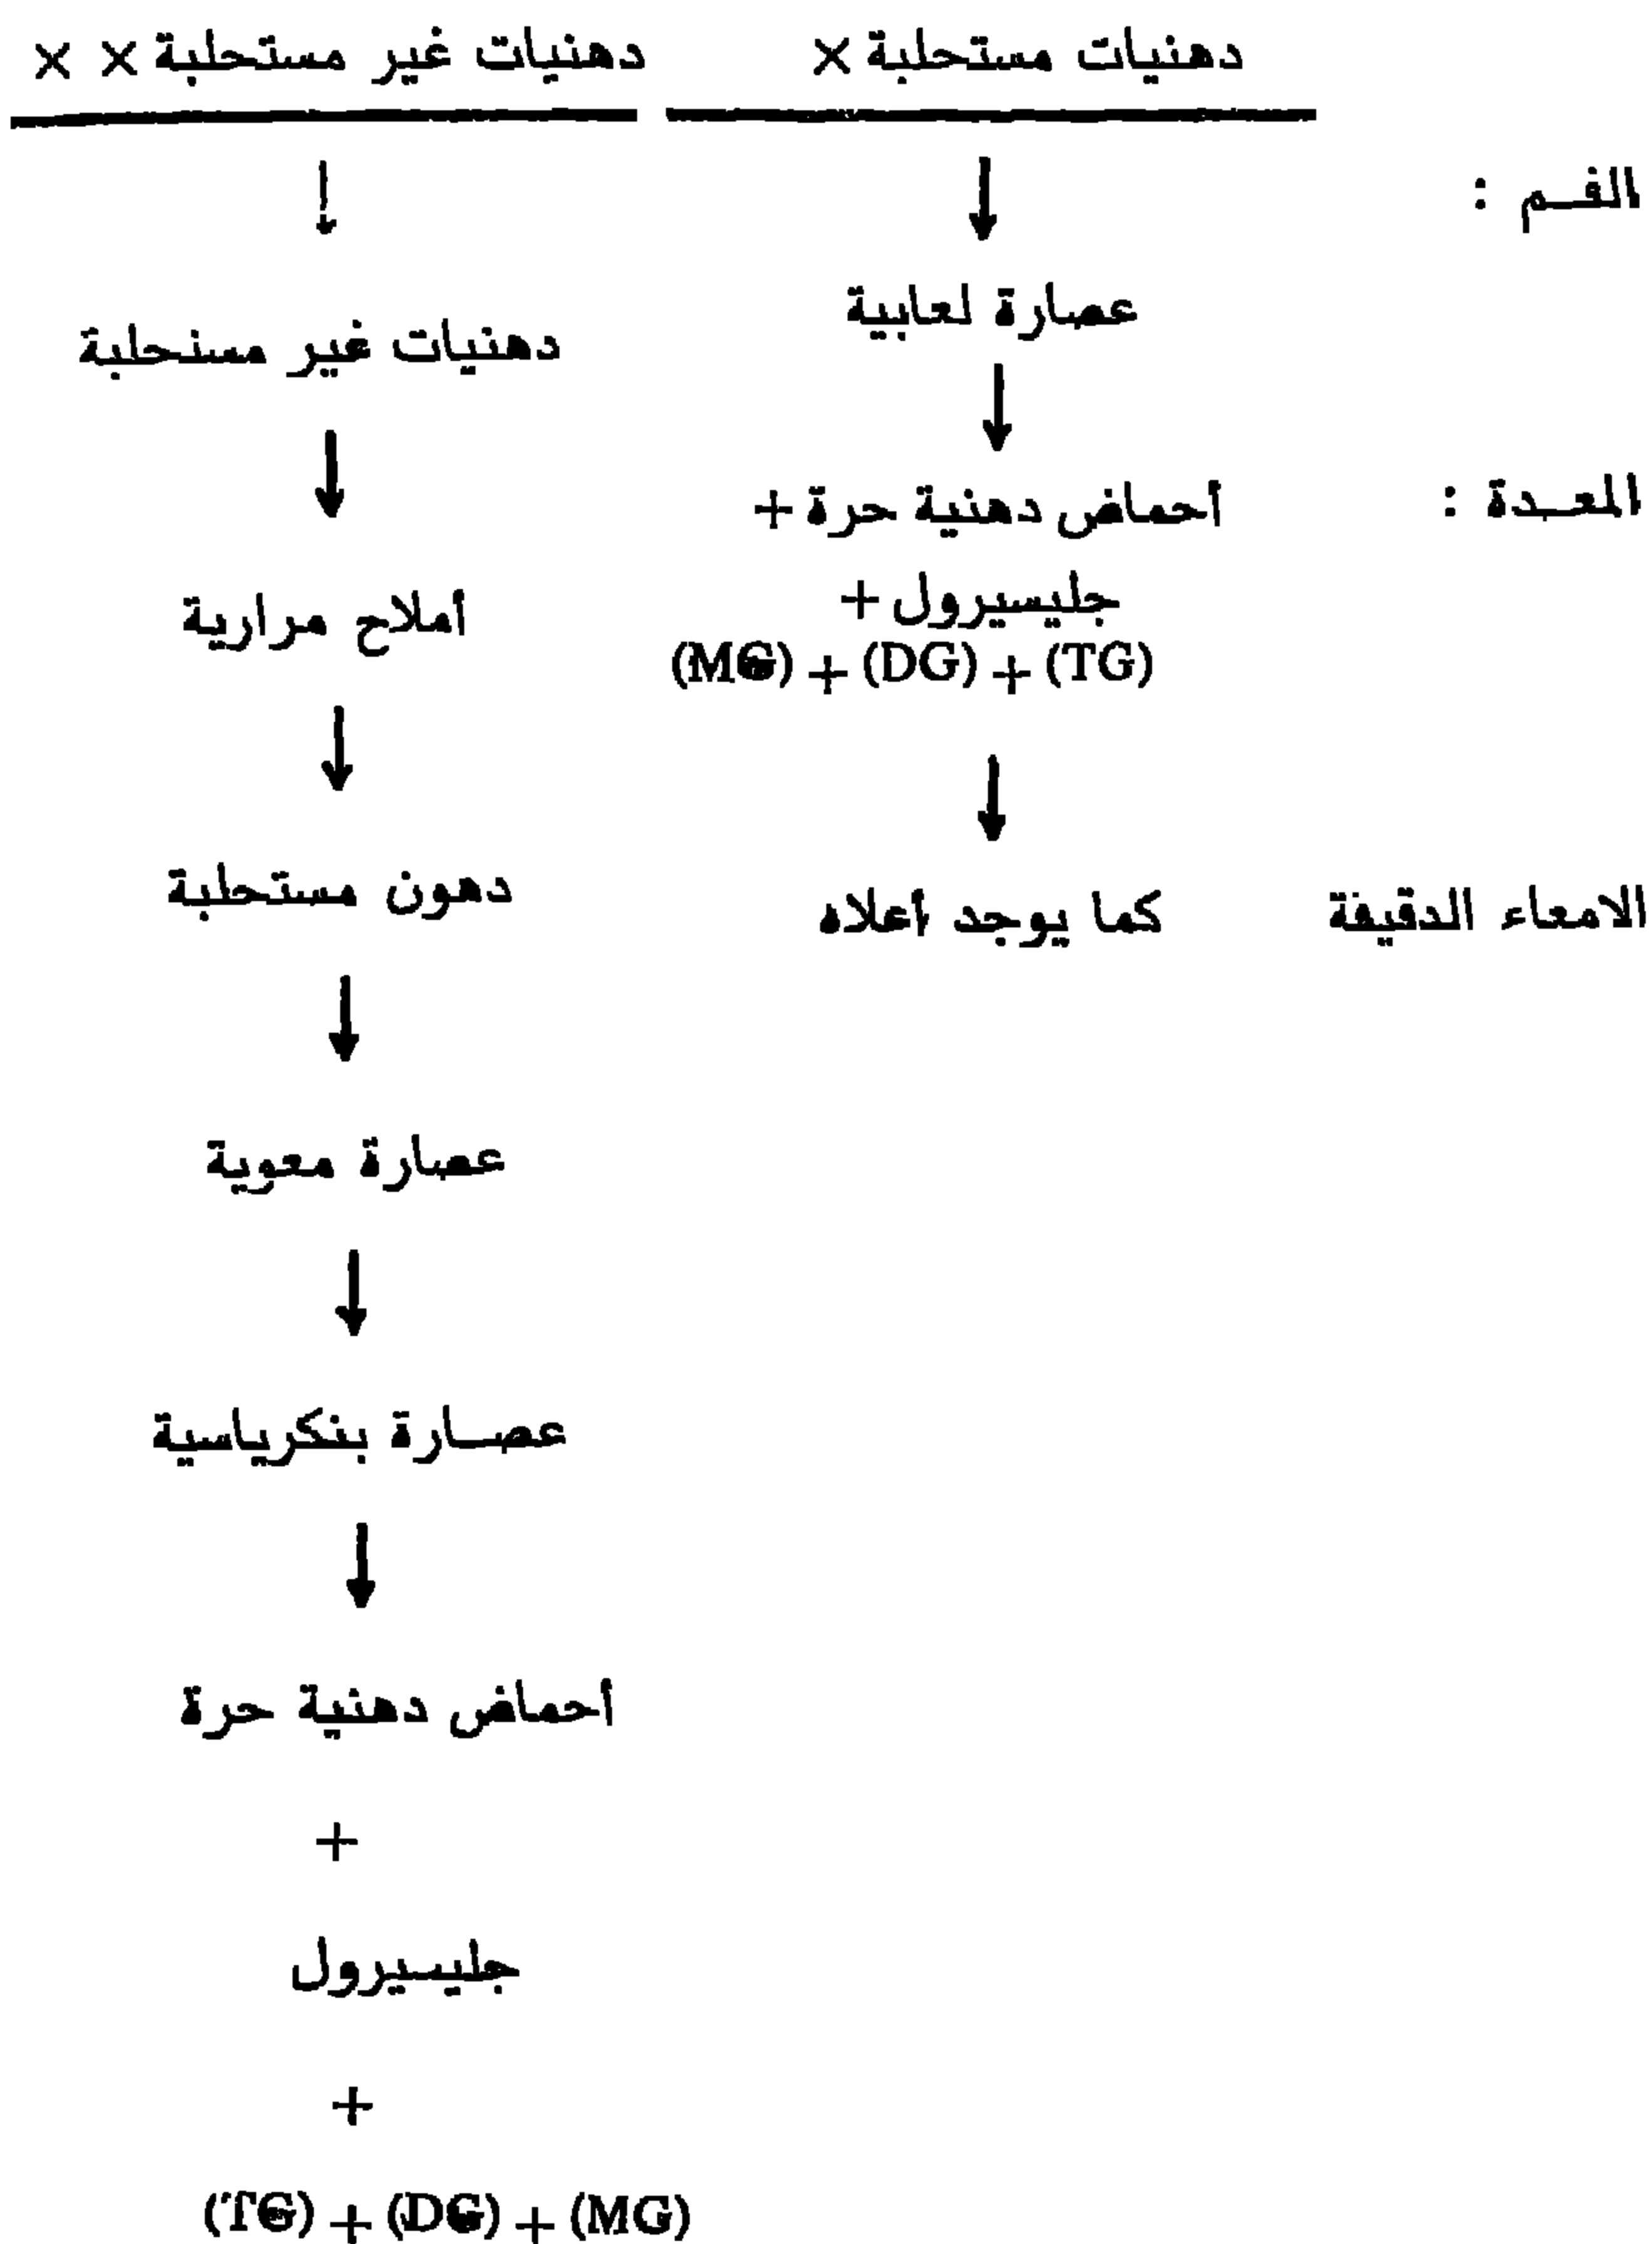 دهنيات مستحلبة × دهنيات غير مستحلبة × ×
الفم :
عصارة لعابية
دهنيات غير مستحلبة
المعدة : أحماض دهنية حرة +
جليسيرول +
(TG) + (DG) + (MG)
أملاح مرارية
الامعاء الدقيقة كما يوجد أعلاه
دهون مستحلبة
عصارة معوية
عصارة بنكرياسية
أحماض دهنية حرة
+
جليسيرول
+
(TG) + (DG) + (MG)